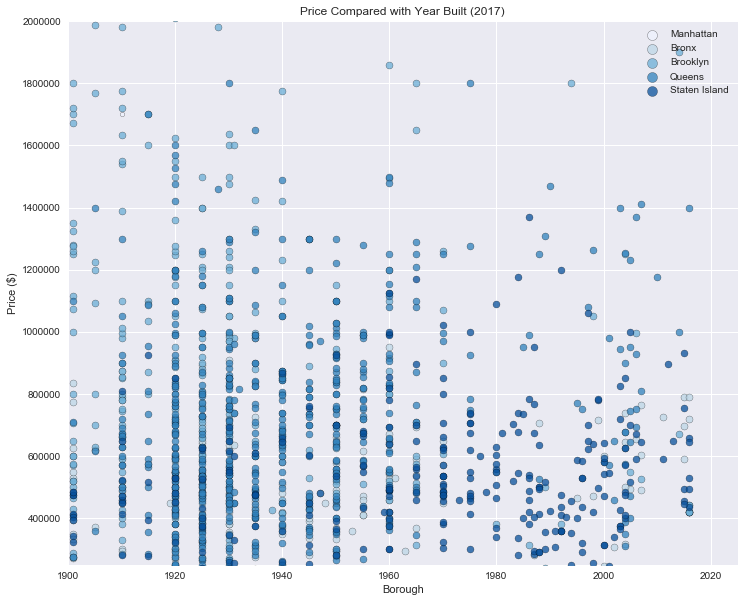 Price Compared with Year Built (2017)
2000000
1800000
1600000
1400000
1200000
1000000
800000
600000
400000
Price ($)
Manhattan
Bronx
Brooklyn
Queens
Staten Island
1900 1920 1940 1960 1980 2000 2020
Borough